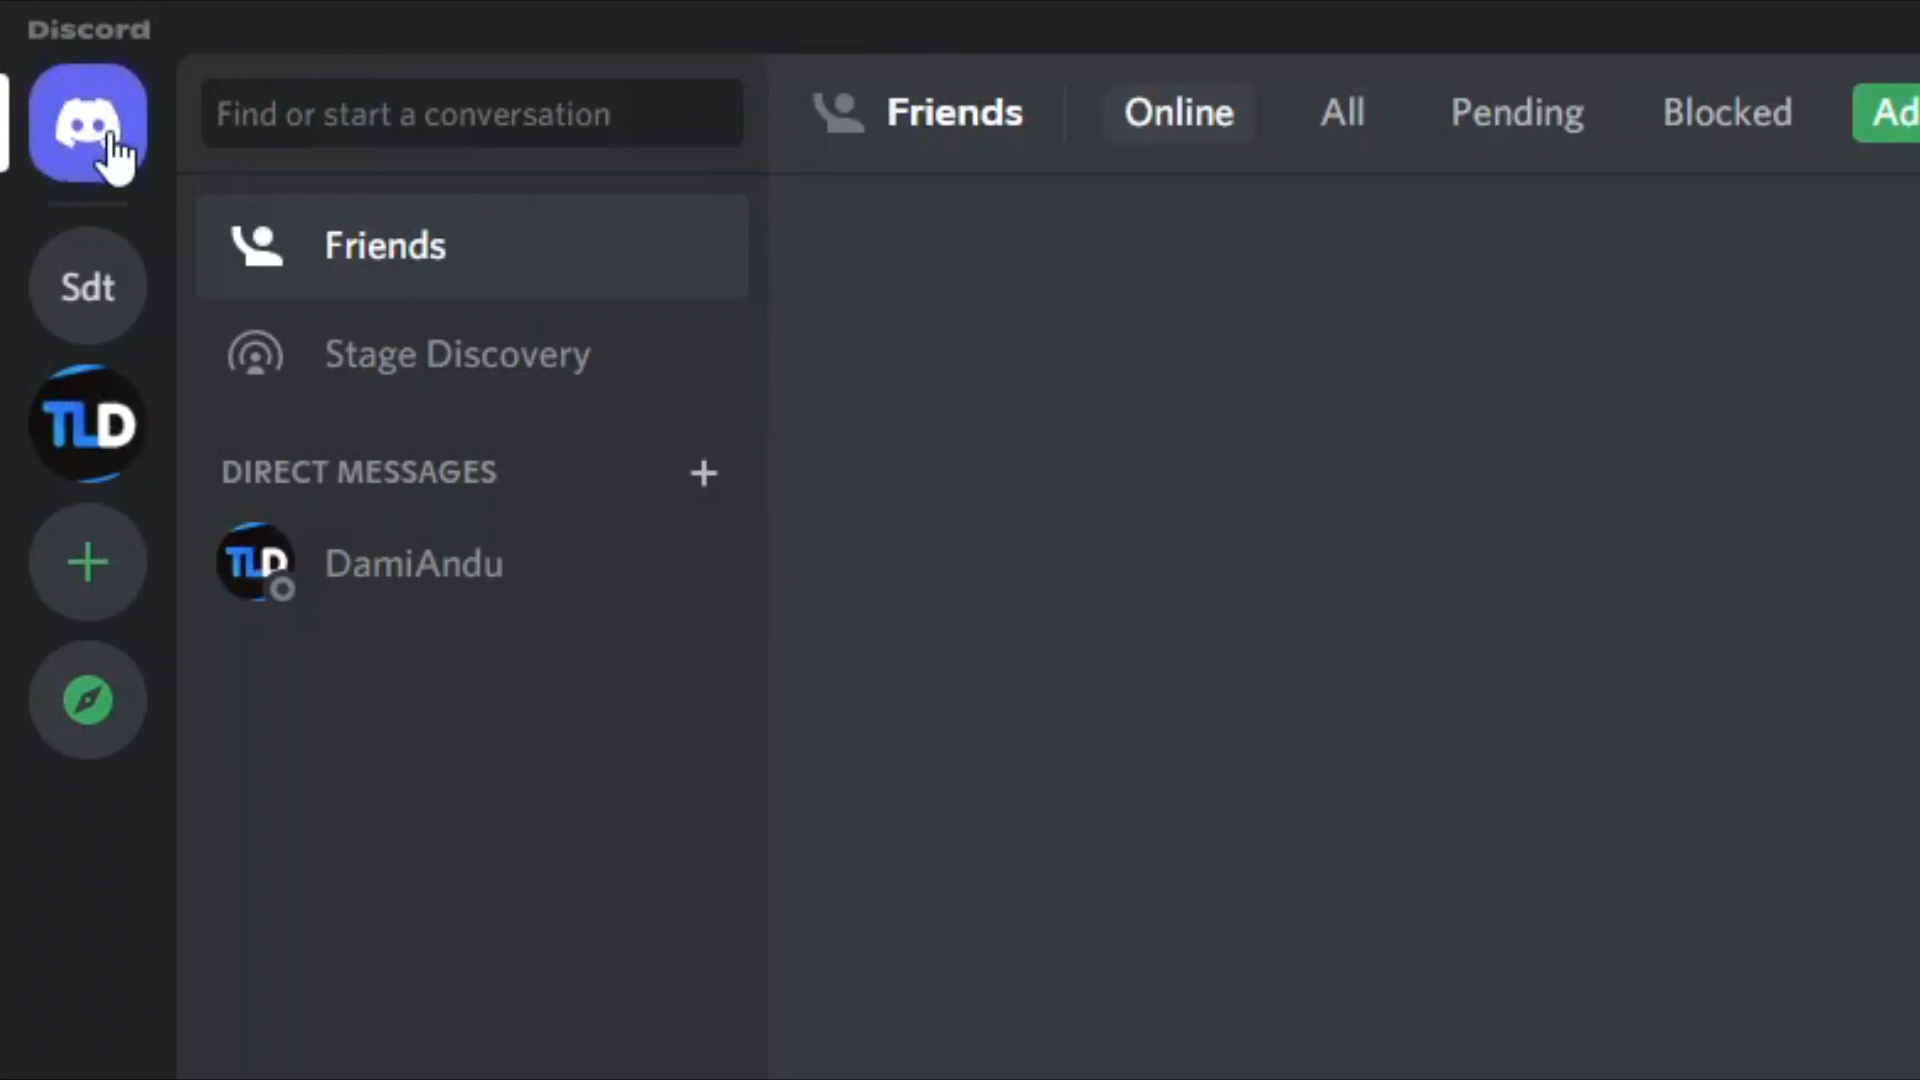 Discord
Find or start a conversation
Friends
Online
All
Pending
Blocked
Ad
Friends
Sdt
Stage Discovery
TLD
DIRECT MESSAGES
TLD
DamiAndu